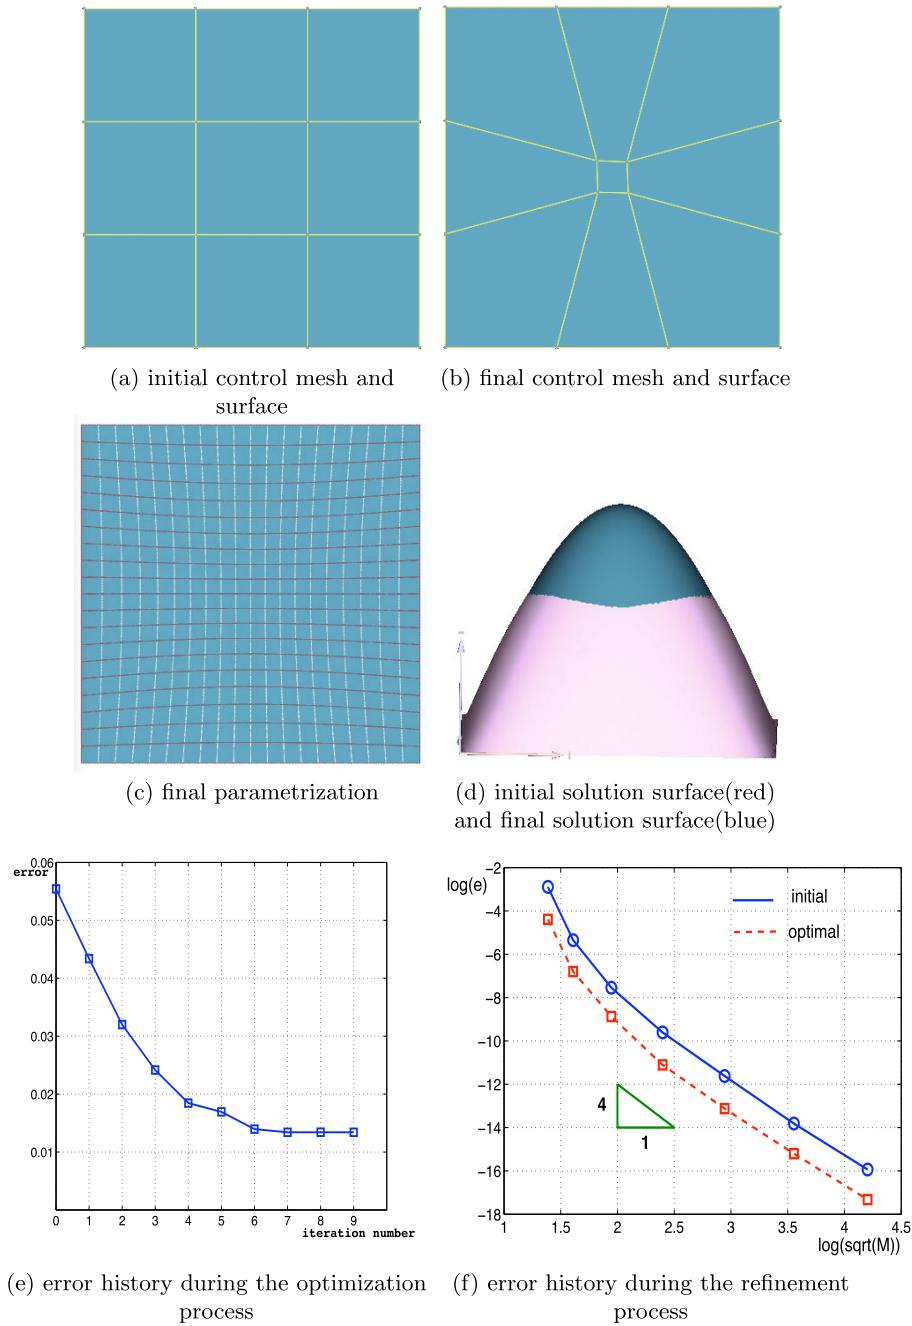 (a) initial control mesh and
surface
(b) final control mesh and surface
(c) final parametrization
(d) initial solution surface(red)
and final solution surface(blue)
0.06
error
0.05
0.04
0.03
0.02
0.01
0 1 2 3 4 5 6 7 8 9
iteration number
(e) error history during the optimization
process
−2
log(e)
−4
−6
−8
−10
−12
−14
−16
−18
initial
optimal
4
1
1 1.5 2 2.5 3 3.5 4 4.5
log(sqrt(M))
(f) error history during the refinement
process